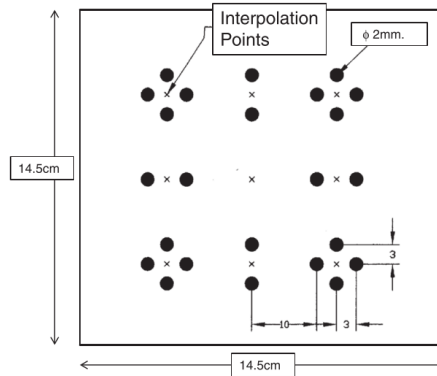 Interpolation
Points
ϕ 2mm.
14.5cm
3
10
3
14.5cm